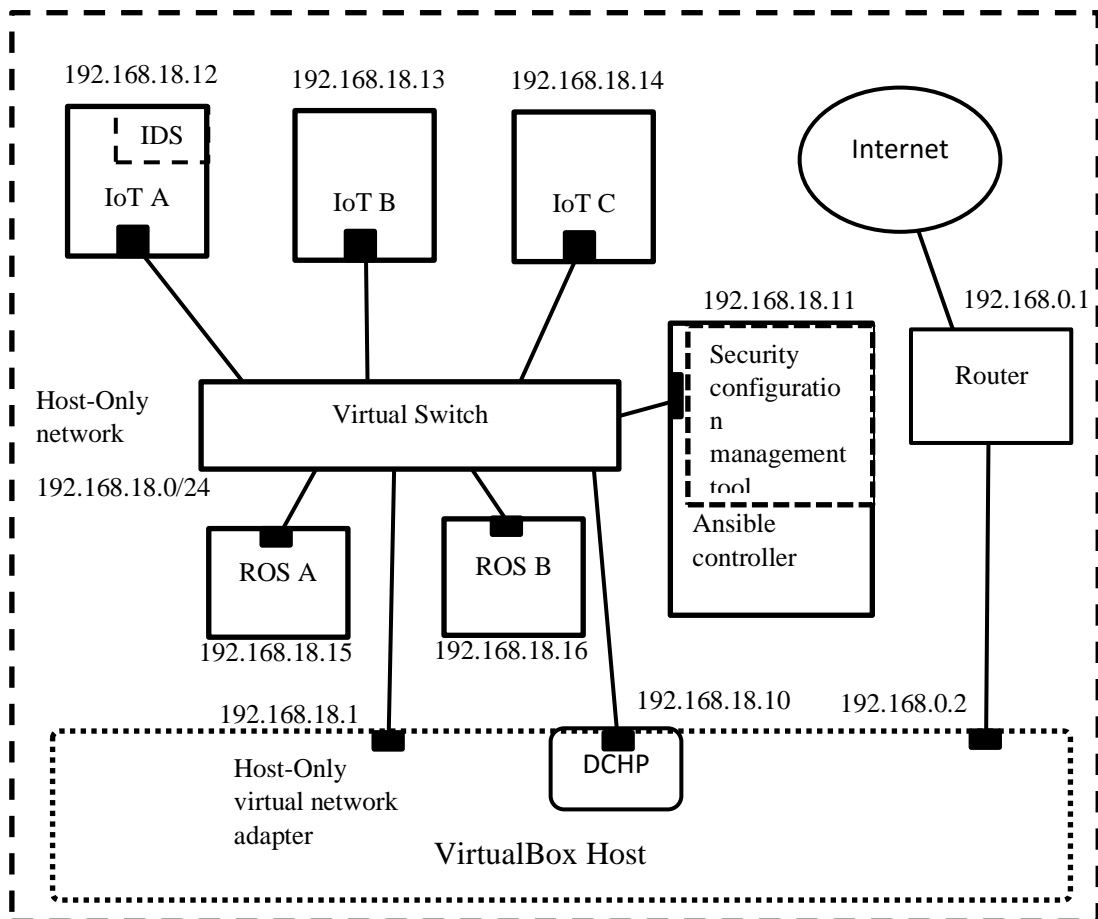 192.168.18.12
192.168.18.13
192.168.18.14
IDS
IoT A
IoT B
IoT C
Internet
192.168.18.11
192.168.0.1
Security
configuratio
n
management
tool
Ansible
controller
Router
Host-Only
network
192.168.18.0/24
Virtual Switch
ROS A
ROS B
192.168.18.15
192.168.18.16
192.168.18.1
192.168.18.10
192.168.0.2
Host-Only
virtual network
adapter
DCHP
VirtualBox Host